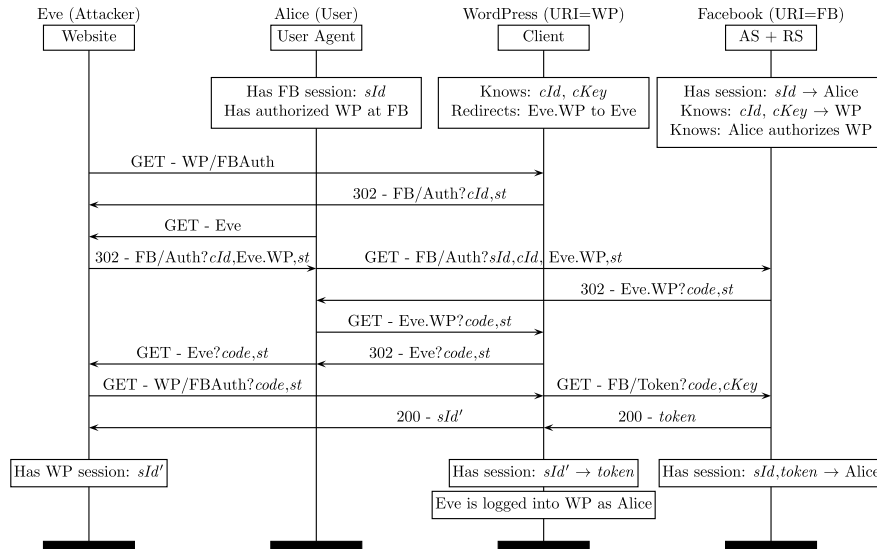 Eve (Attacker)
Alice (User)
WordPress (URI=WP)
Facebook (URI=FB)
Website
User Agent
Client
AS + RS
Has FB session: sId
Has authorized WP at FB
Knows: cId, cKey
Redirects: Eve.WP to Eve
Has session: sId → Alice
Knows: cId, cKey → WP
Knows: Alice authorizes WP
GET - WP/FBAuth
302 - FB/Auth?cId,st
GET - Eve
302 - FB/Auth?cId,Eve.WP,st
GET - FB/Auth?sId,cId, Eve.WP,st
302 - Eve.WP?code,st
GET - Eve.WP?code,st
GET - Eve?code,st
302 - Eve?code,st
GET - WP/FBAuth?code,st
GET - FB/Token?code,cKey
200 - sId′
200 - token
Has WP session: sId′
Has session: sId′ → token
Has session: sId,token → Alice
Eve is logged into WP as Alice